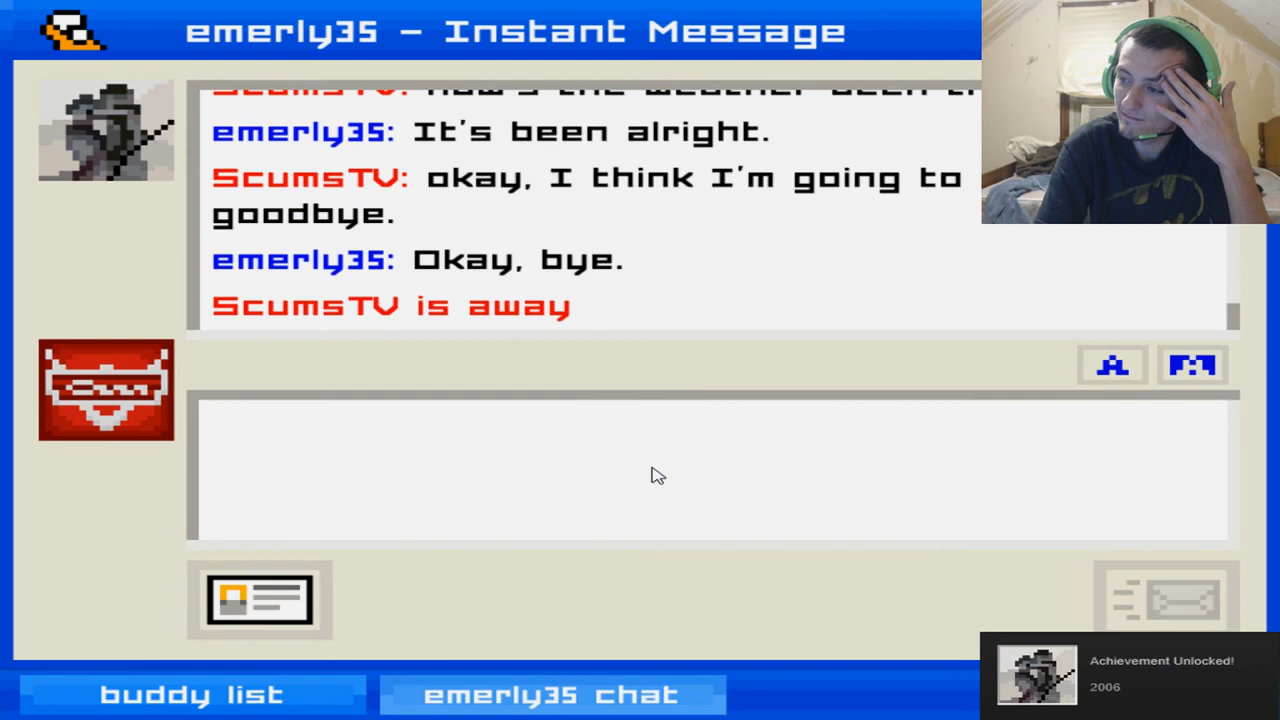 emerly35 - Instant Message
emerly35: It's been alright.
ScumsTV: okay, I think I'm going to
goodbye.
emerly35: Okay, bye.
ScumsTV is away
buddy list
emerly35 chat
Achievement Unlocked!
2006